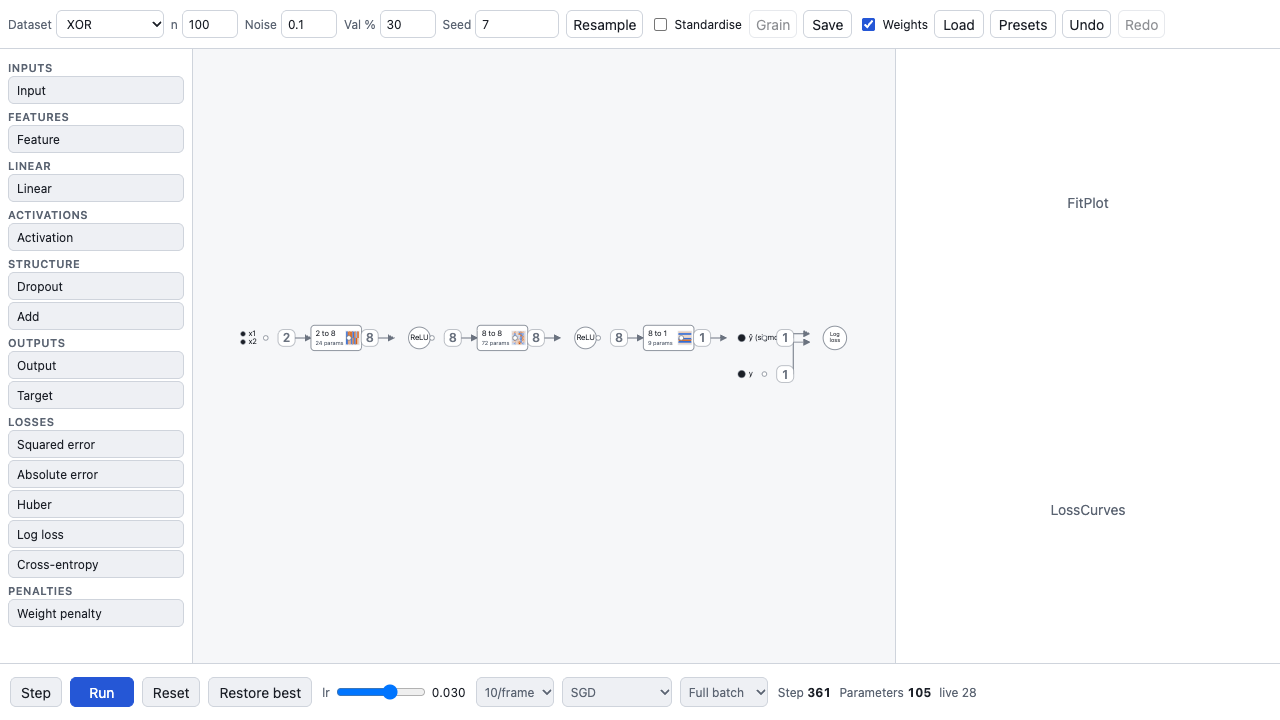 Dataset XOR n 100 Noise 0.1 Val % 30 Seed 7 Resample Standardise Grain Save Weights Load Presets Undo Redo
INPUTS
Input
FEATURES
Feature
LINEAR
Linear
ACTIVATIONS
Activation
STRUCTURE
Dropout
Add
OUTPUTS
Output
Target
LOSSES
Squared error
Absolute error
Huber
Log loss
Cross-entropy
PENALTIES
Weight penalty
x1
x2
2
2 to 8
24 params
8
ReLU
8
8 to 8
72 params
8
ReLU
8
8 to 1
9 params
1
ŷ
1
Log
loss
y
1
FitPlot
LossCurves
Step Run Reset Restore best lr 0.030 10/frame SGD Full batch Step 361 Parameters 105 live 28